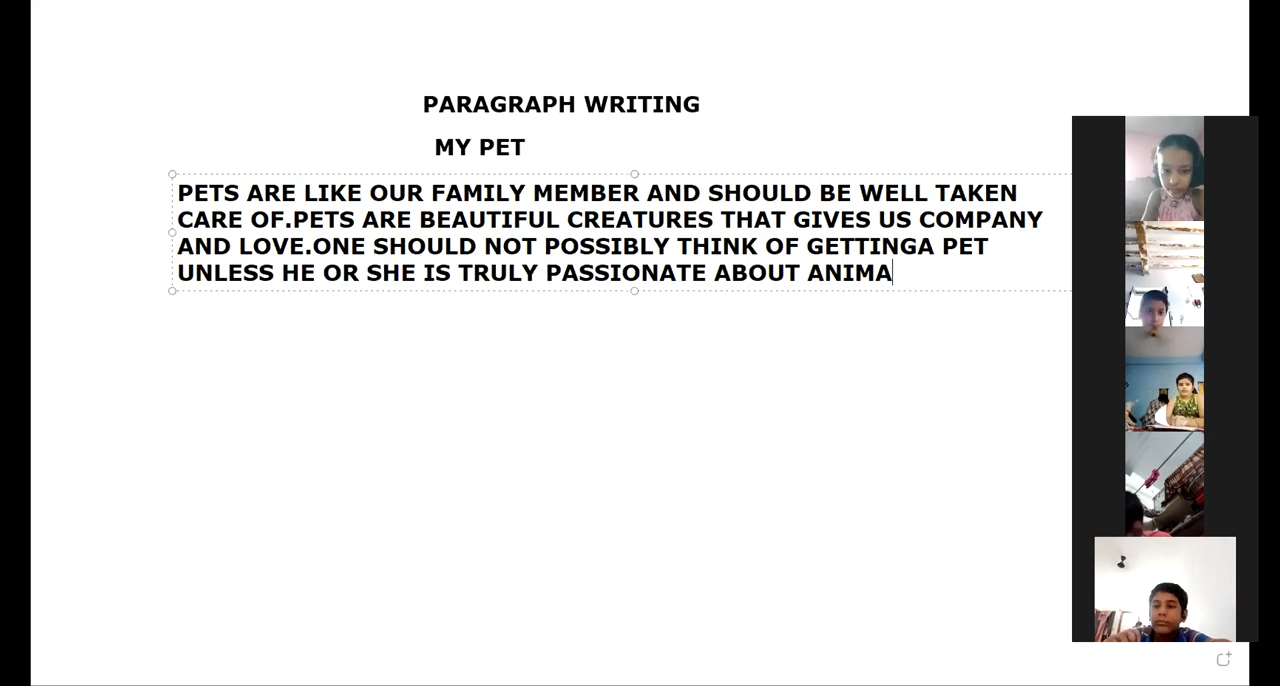 PARAGRAPH WRITING
MY PET
PETS ARE LIKE OUR FAMILY MEMBER AND SHOULD BE WELL TAKEN
CARE OF.PETS ARE BEAUTIFUL CREATURES THAT GIVES US COMPANY
AND LOVE.ONE SHOULD NOT POSSIBLY THINK OF GETTINGA PET
UNLESS HE OR SHE IS TRULY PASSIONATE ABOUT ANIMA